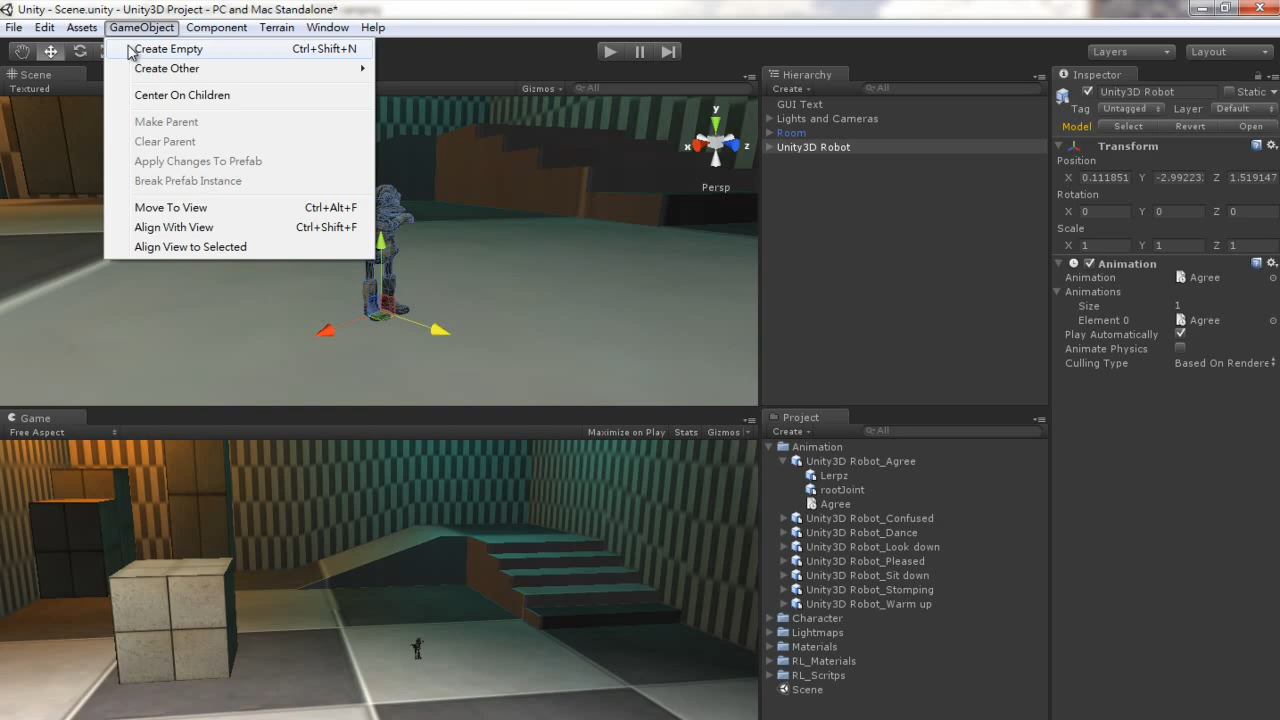 Unity - Scene.unity - Unity3D Project - PC and Mac Standalone*
File Edit Assets GameObject Component Terrain Window Help
Layers Layout
Create Empty Ctrl+Shift+N
Create Other
Center On Children
Make Parent
Clear Parent
Apply Changes To Prefab
Break Prefab Instance
Move To View Ctrl+Alt+F
Align With View Ctrl+Shift+F
Align View to Selected
Scene
Textured Gizmos All
y
x z
Persp
Game
Free Aspect Maximize on Play Stats Gizmos
Hierarchy
Create All
GUI Text
Lights and Cameras
Room
Unity3D Robot
Project
Create All
Animation
Unity3D Robot_Agree
Lerpz
rootJoint
Agree
Unity3D Robot_Confused
Unity3D Robot_Dance
Unity3D Robot_Look down
Unity3D Robot_Pleased
Unity3D Robot_Sit down
Unity3D Robot_Stomping
Unity3D Robot_Warm up
Character
Lightmaps
Materials
RL_Materials
RL_Scritps
Scene
Inspector
Unity3D Robot Static
Tag Untagged Layer Default
Model Select Revert Open
Transform
Position
X 0.111851 Y -2.99223 Z 1.519147
Rotation
X 0 Y 0 Z 0
Scale
X 1 Y 1 Z 1
Animation
Animation Agree
Animations
Size 1
Element 0 Agree
Play Automatically
Animate Physics
Culling Type Based On Rendere